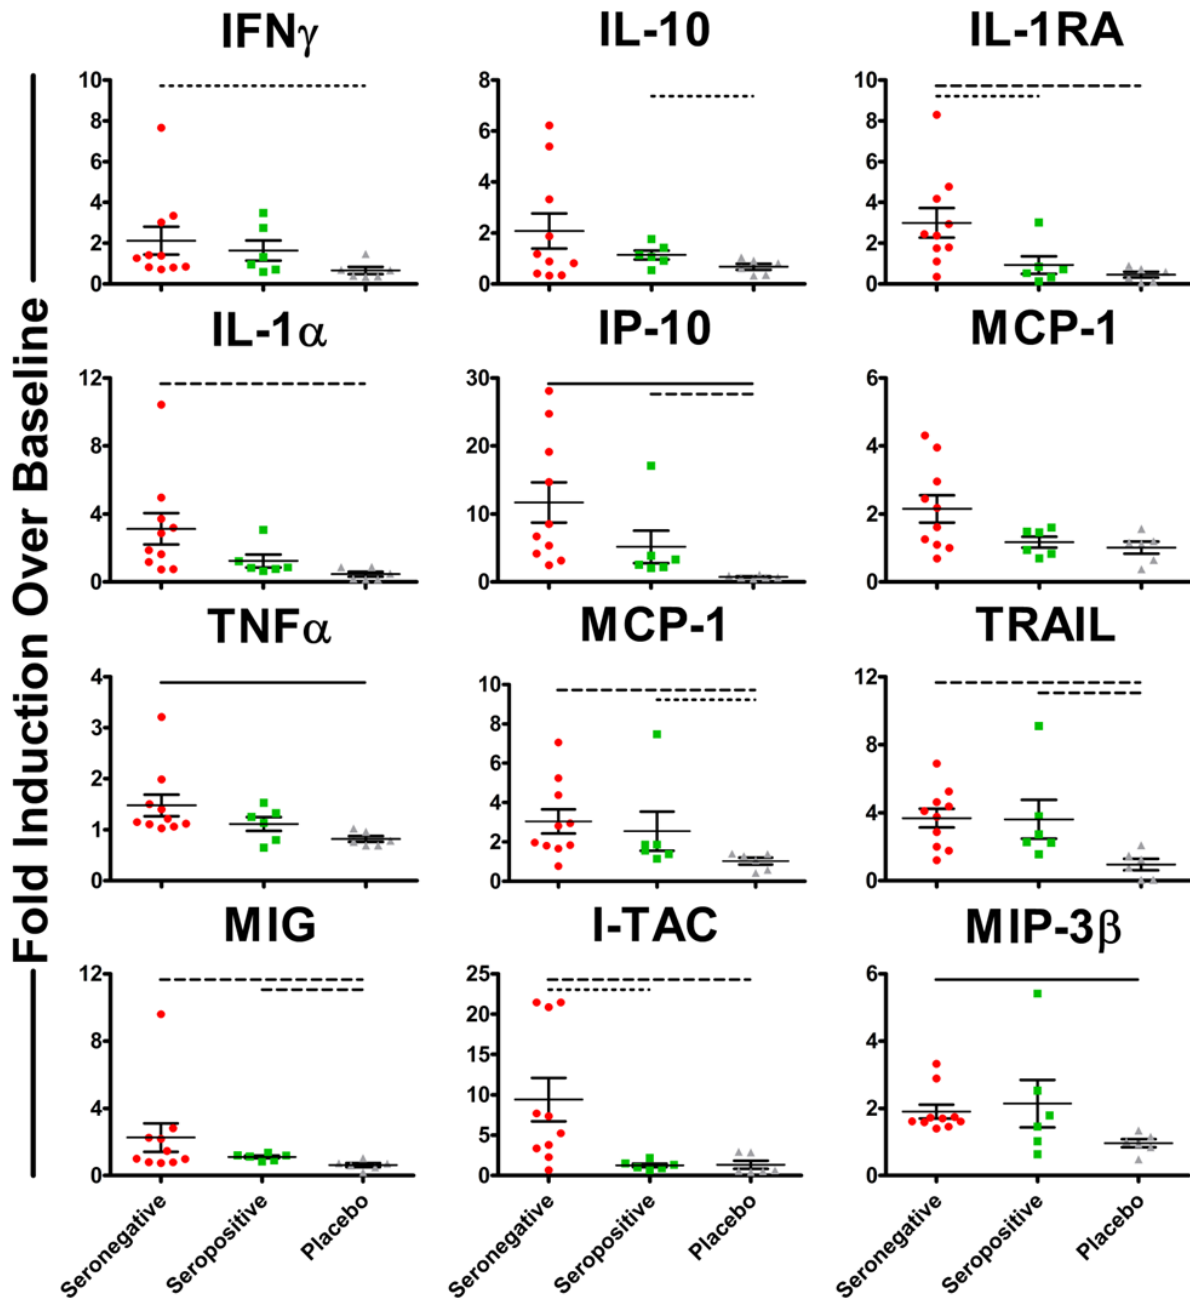 Fold Induction Over Baseline
IFNγ
10
8
6
4
2
0
IL-10
8
6
4
2
0
IL-1RA
10
8
6
4
2
0
IL-1α
12
8
4
0
IP-10
30
20
10
0
MCP-1
6
4
2
0
TNFα
4
3
2
1
0
MCP-1
10
8
6
4
2
0
TRAIL
12
8
4
0
MIG
12
8
4
0
I-TAC
25
20
15
10
5
0
MIP-3β
6
4
2
0
Seronegative
Seropositive
Placebo
Seronegative
Seropositive
Placebo
Seronegative
Seropositive
Placebo